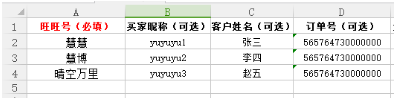 A B C D
1 旺旺号（必填） 买家昵称（可选） 客户姓名（可选） 订单号（可选）
2 慧慧 yuyuyu1 张三 565764730000000
3 慧博 yuyuyu2 李四 565764730000000
4 晴空万里 yuyuyu3 赵五 565764730000000
5